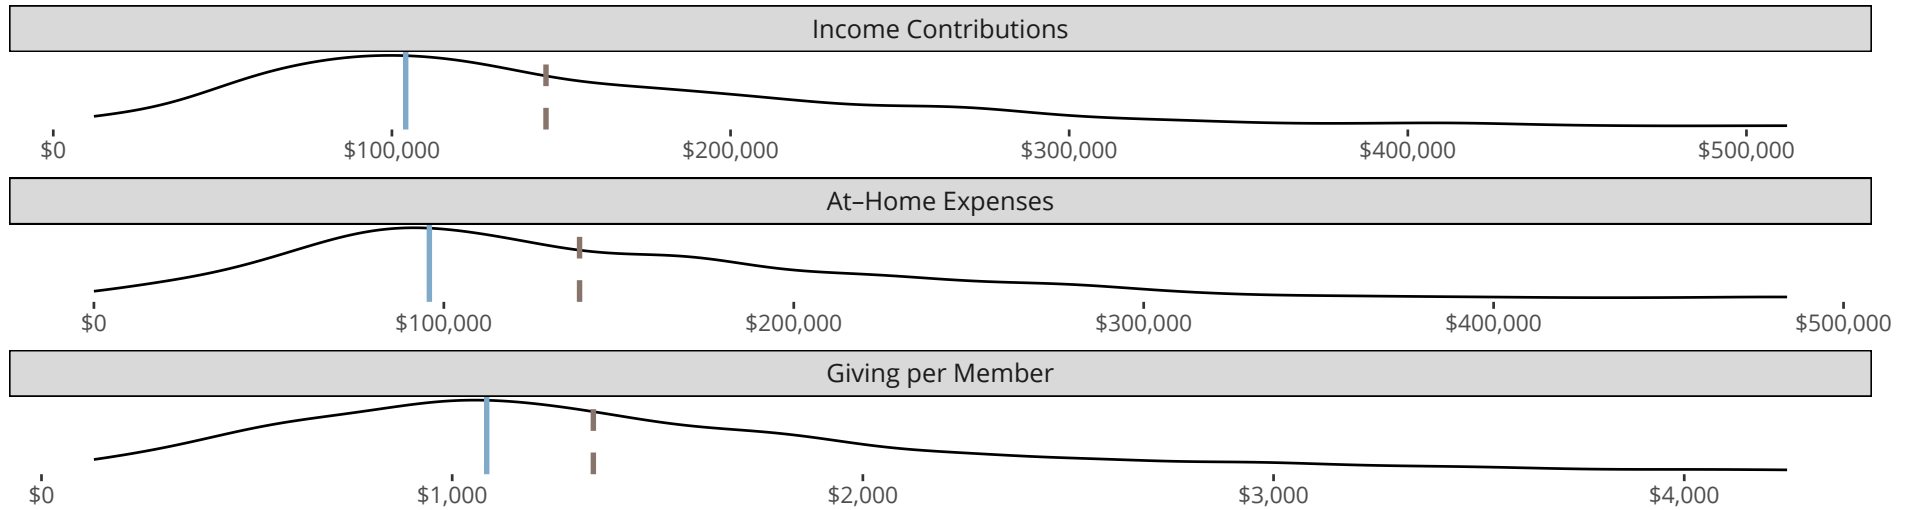 Income Contributions
$0 $100,000 $200,000 $300,000 $400,000 $500,000
At–Home Expenses
$0 $100,000 $200,000 $300,000 $400,000 $500,000
Giving per Member
$0 $1,000 $2,000 $3,000 $4,000